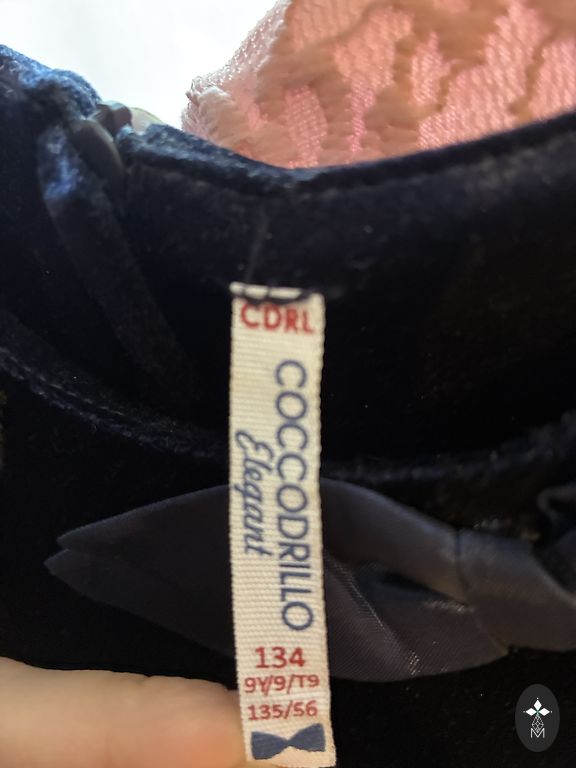 CDRL
COCCODRILLO
Elegant
134
9Y/9/T9
135/56
M